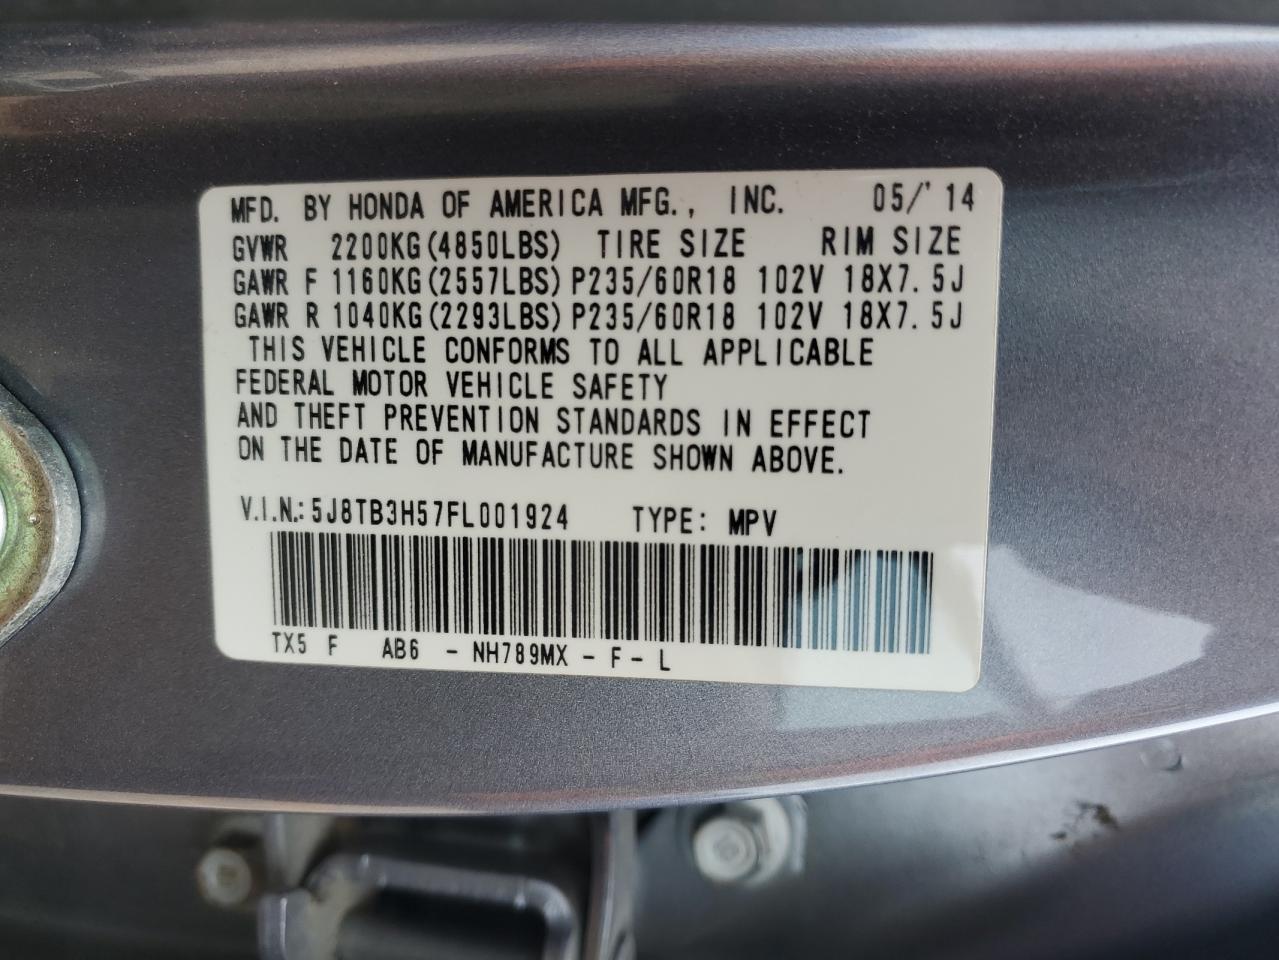 MFD. BY HONDA OF AMERICA MFG., INC. 05/'14
GVWR 2200KG(4850LBS) TIRE SIZE RIM SIZE
GAWR F 1160KG(2557LBS) P235/60R18 102V 18X7.5J
GAWR R 1040KG(2293LBS) P235/60R18 102V 18X7.5J
THIS VEHICLE CONFORMS TO ALL APPLICABLE
FEDERAL MOTOR VEHICLE SAFETY
AND THEFT PREVENTION STANDARDS IN EFFECT
ON THE DATE OF MANUFACTURE SHOWN ABOVE.
V.I.N.: 5J8TB3H57FL001924 TYPE: MPV
TX5 F AB6 - NH789MX - F - L